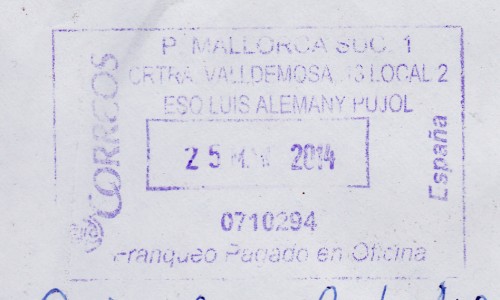 P. MALLORCA SUC. 1
CRTRA. VALLDEMOSA, 13 LOCAL 2
ESQ LUIS ALEMANY PUJOL
CORREOS
25 2014
España
0710294
Franqueo Pagado en Oficina